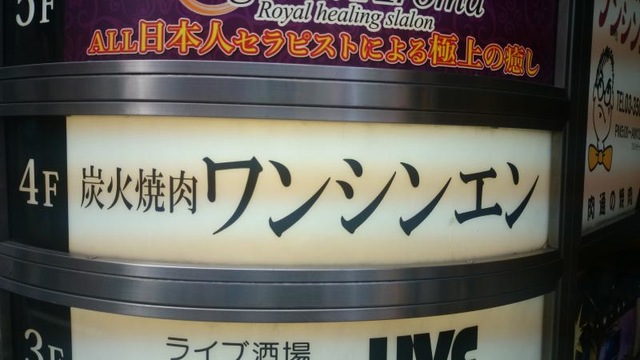 5F
Royal healing slalon
ALL日本人セラピストによる極上の癒し
4F
炭火焼肉ワンシンエン
3F
ライブ酒場